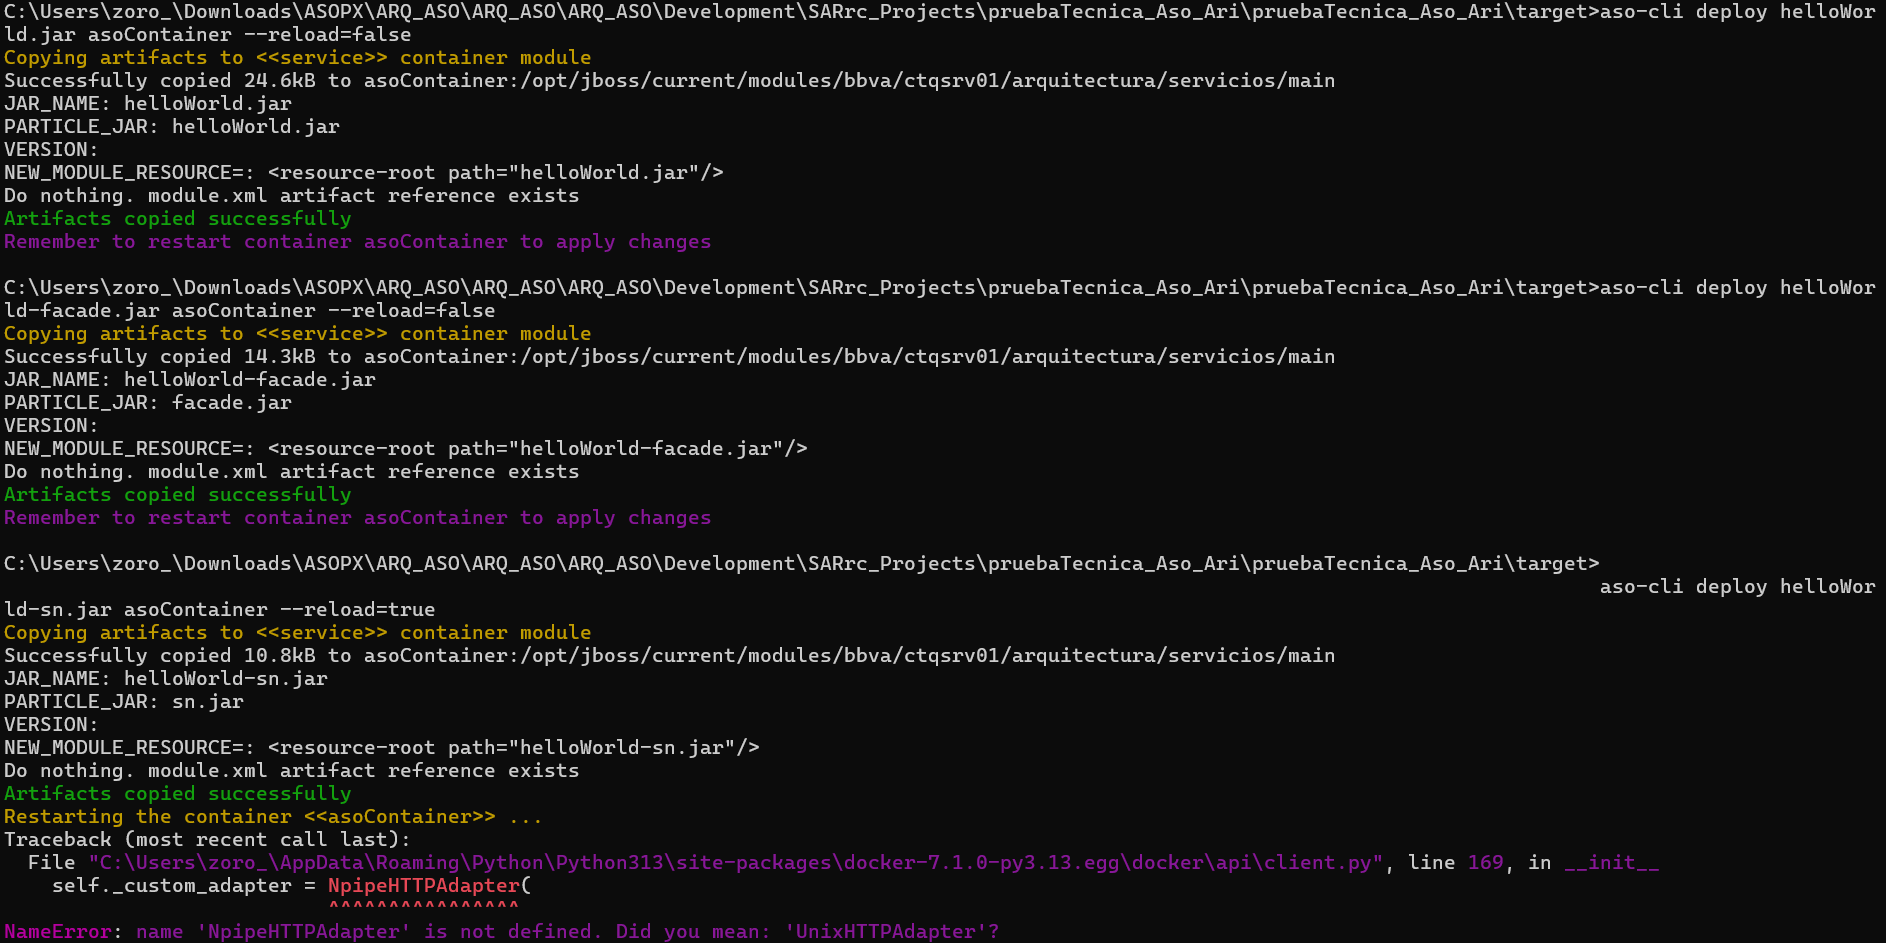 C:\Users\zoro_\Downloads\ASOPX\ARQ_ASO\ARQ_ASO\ARQ_ASO\Development\SARrc_Projects\pruebaTecnica_Aso_Ari\pruebaTecnica_Aso_Ari\target>aso-cli deploy helloWor
ld.jar asoContainer --reload=false
Copying artifacts to <<service>> container module
Successfully copied 24.6kB to asoContainer:/opt/jboss/current/modules/bbva/ctqsrv01/arquitectura/servicios/main
JAR_NAME: helloWorld.jar
PARTICLE_JAR: helloWorld.jar
VERSION:
NEW_MODULE_RESOURCE=: <resource-root path="helloWorld.jar"/>
Do nothing. module.xml artifact reference exists
Artifacts copied successfully
Remember to restart container asoContainer to apply changes

C:\Users\zoro_\Downloads\ASOPX\ARQ_ASO\ARQ_ASO\ARQ_ASO\Development\SARrc_Projects\pruebaTecnica_Aso_Ari\pruebaTecnica_Aso_Ari\target>aso-cli deploy helloWor
ld-facade.jar asoContainer --reload=false
Copying artifacts to <<service>> container module
Successfully copied 14.3kB to asoContainer:/opt/jboss/current/modules/bbva/ctqsrv01/arquitectura/servicios/main
JAR_NAME: helloWorld-facade.jar
PARTICLE_JAR: facade.jar
VERSION:
NEW_MODULE_RESOURCE=: <resource-root path="helloWorld-facade.jar"/>
Do nothing. module.xml artifact reference exists
Artifacts copied successfully
Remember to restart container asoContainer to apply changes

C:\Users\zoro_\Downloads\ASOPX\ARQ_ASO\ARQ_ASO\ARQ_ASO\Development\SARrc_Projects\pruebaTecnica_Aso_Ari\pruebaTecnica_Aso_Ari\target>
aso-cli deploy helloWor
ld-sn.jar asoContainer --reload=true
Copying artifacts to <<service>> container module
Successfully copied 10.8kB to asoContainer:/opt/jboss/current/modules/bbva/ctqsrv01/arquitectura/servicios/main
JAR_NAME: helloWorld-sn.jar
PARTICLE_JAR: sn.jar
VERSION:
NEW_MODULE_RESOURCE=: <resource-root path="helloWorld-sn.jar"/>
Do nothing. module.xml artifact reference exists
Artifacts copied successfully
Restarting the container <<asoContainer>> ...
Traceback (most recent call last):
  File "C:\Users\zoro_\AppData\Roaming\Python\Python313\site-packages\docker-7.1.0-py3.13.egg\docker\api\client.py", line 169, in __init__
    self._custom_adapter = NpipeHTTPAdapter(
                           ^^^^^^^^^^^^^^^^
NameError: name 'NpipeHTTPAdapter' is not defined. Did you mean: 'UnixHTTPAdapter'?